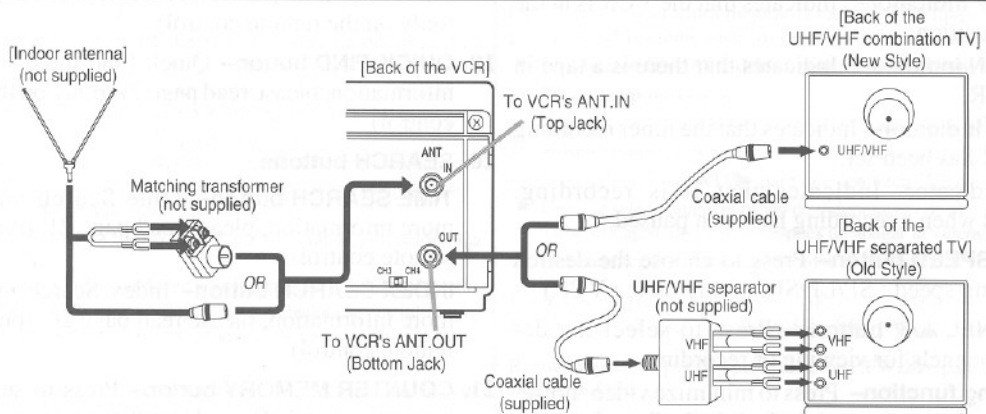 [Indoor antenna]
(not supplied)
[Back of the VCR]
To VCR's ANT.IN
(Top Jack)
[Back of the
UHF/VHF combination TV]
(New Style)
ANT
IN
UHF/VHF
Matching transformer
(not supplied)
Coaxial cable
(supplied)
OR
OUT
CH3 CH4
OR
[Back of the
UHF/VHF separated TV]
(Old Style)
UHF/VHF separator
(not supplied)
To VCR's ANT.OUT
(Bottom Jack)
VHF
UHF
VHF
UHF
Coaxial cable
(supplied)